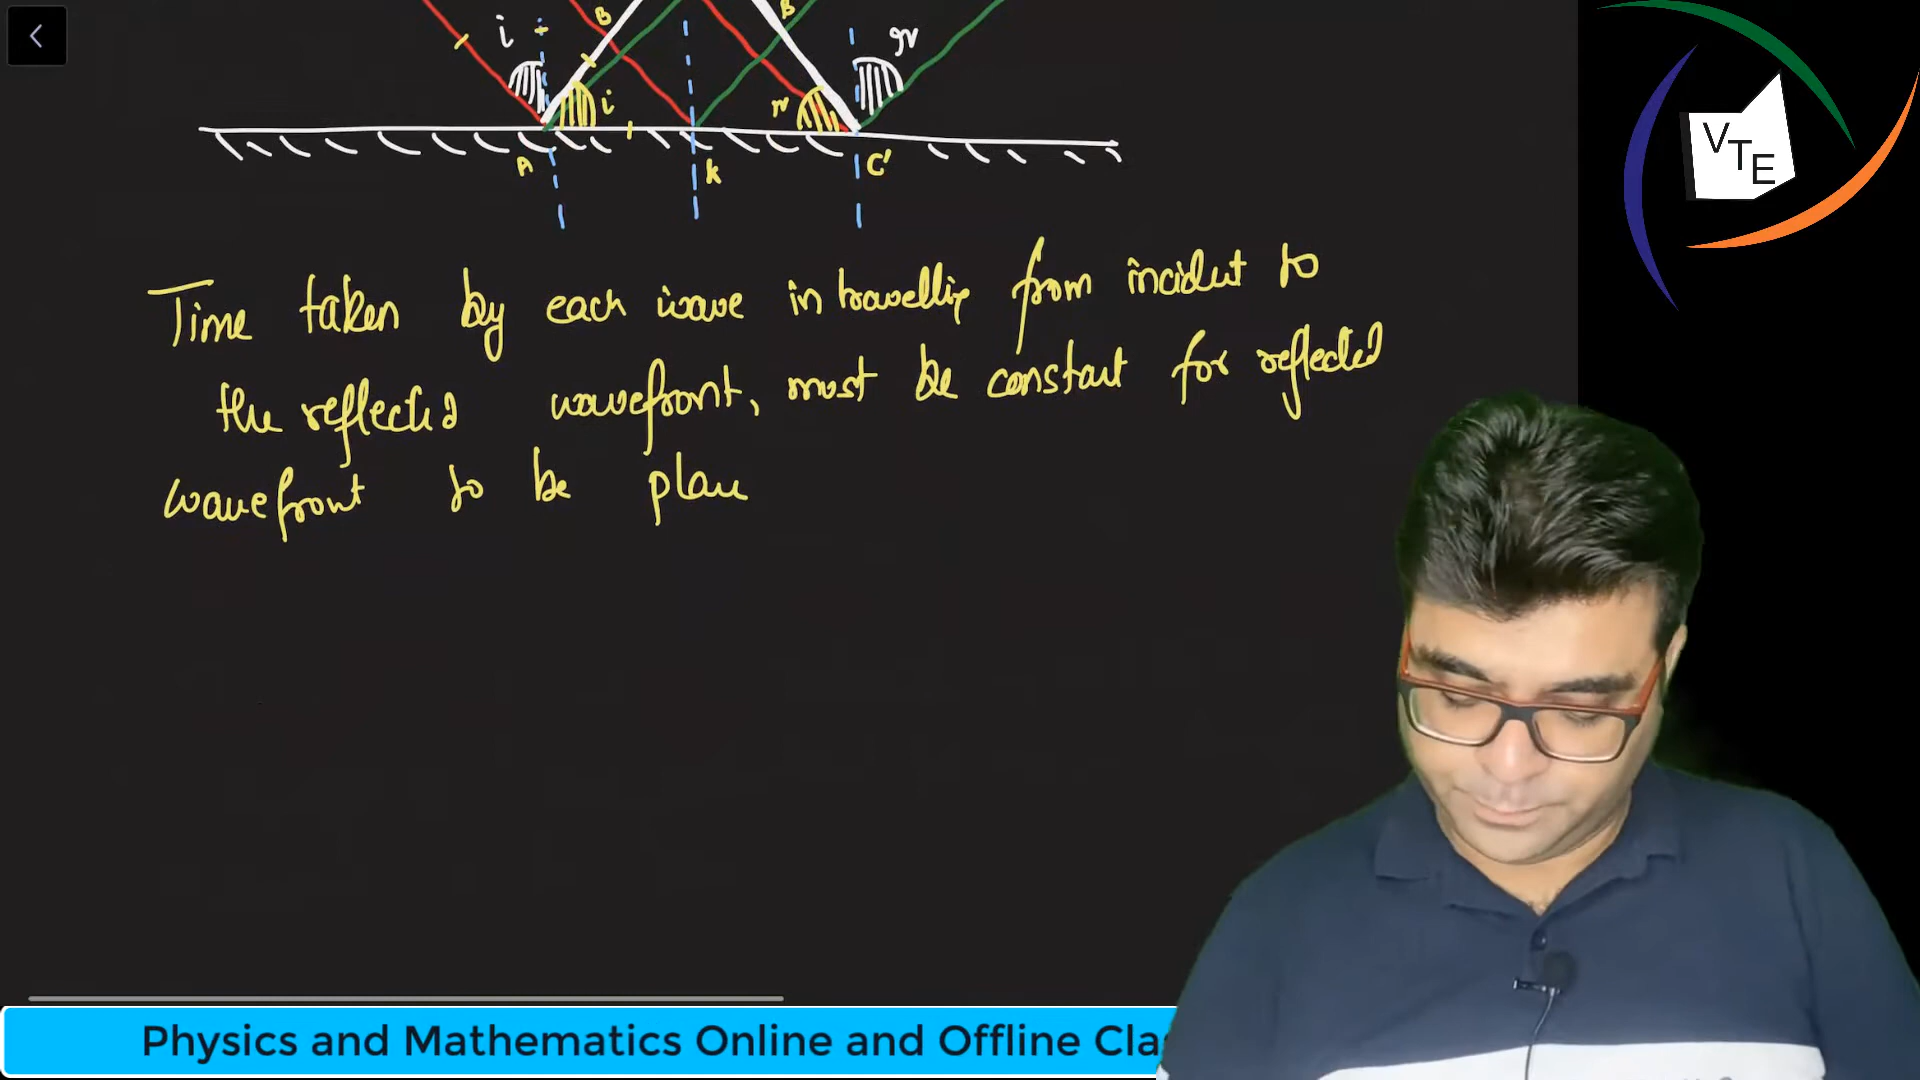 i
B
B
r
i
r
A
K
C'
Time taken by each wave in travelling from incident to
the reflected wavefront, must be constant for reflected
wavefront to be plane
VTE
Physics and Mathematics Online and Offline Cla